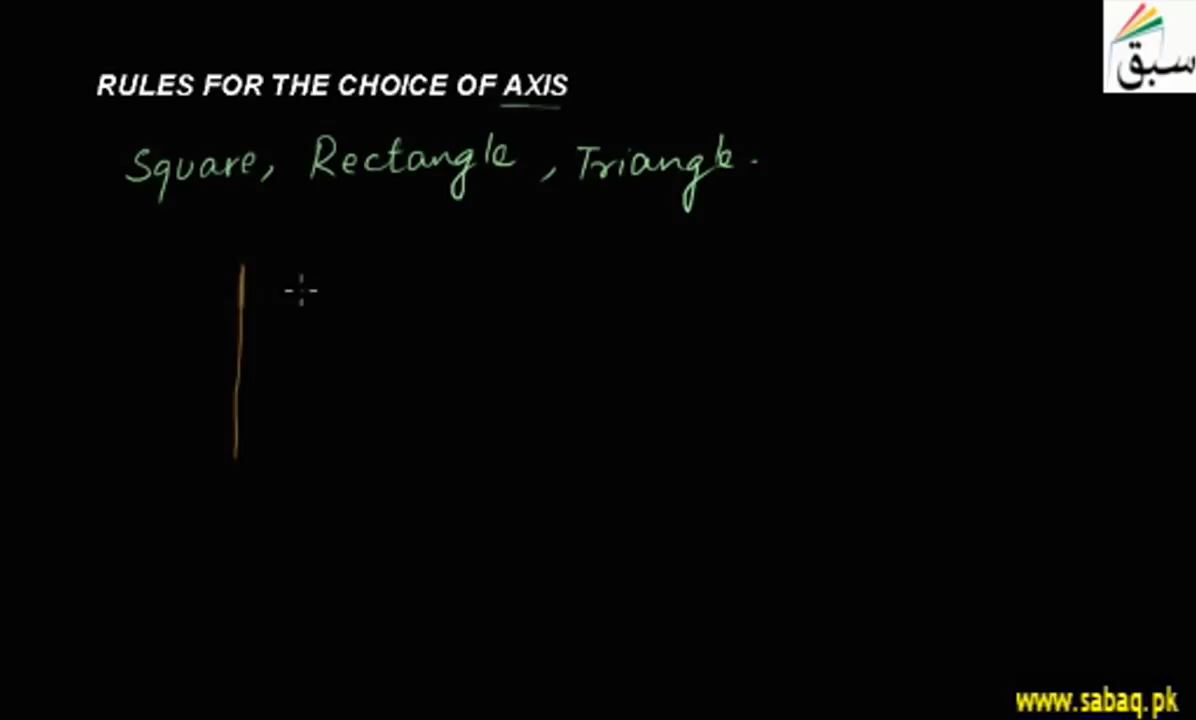 سبق
RULES FOR THE CHOICE OF AXIS
Square, Rectangle, Triangle.
www.sabaq.pk